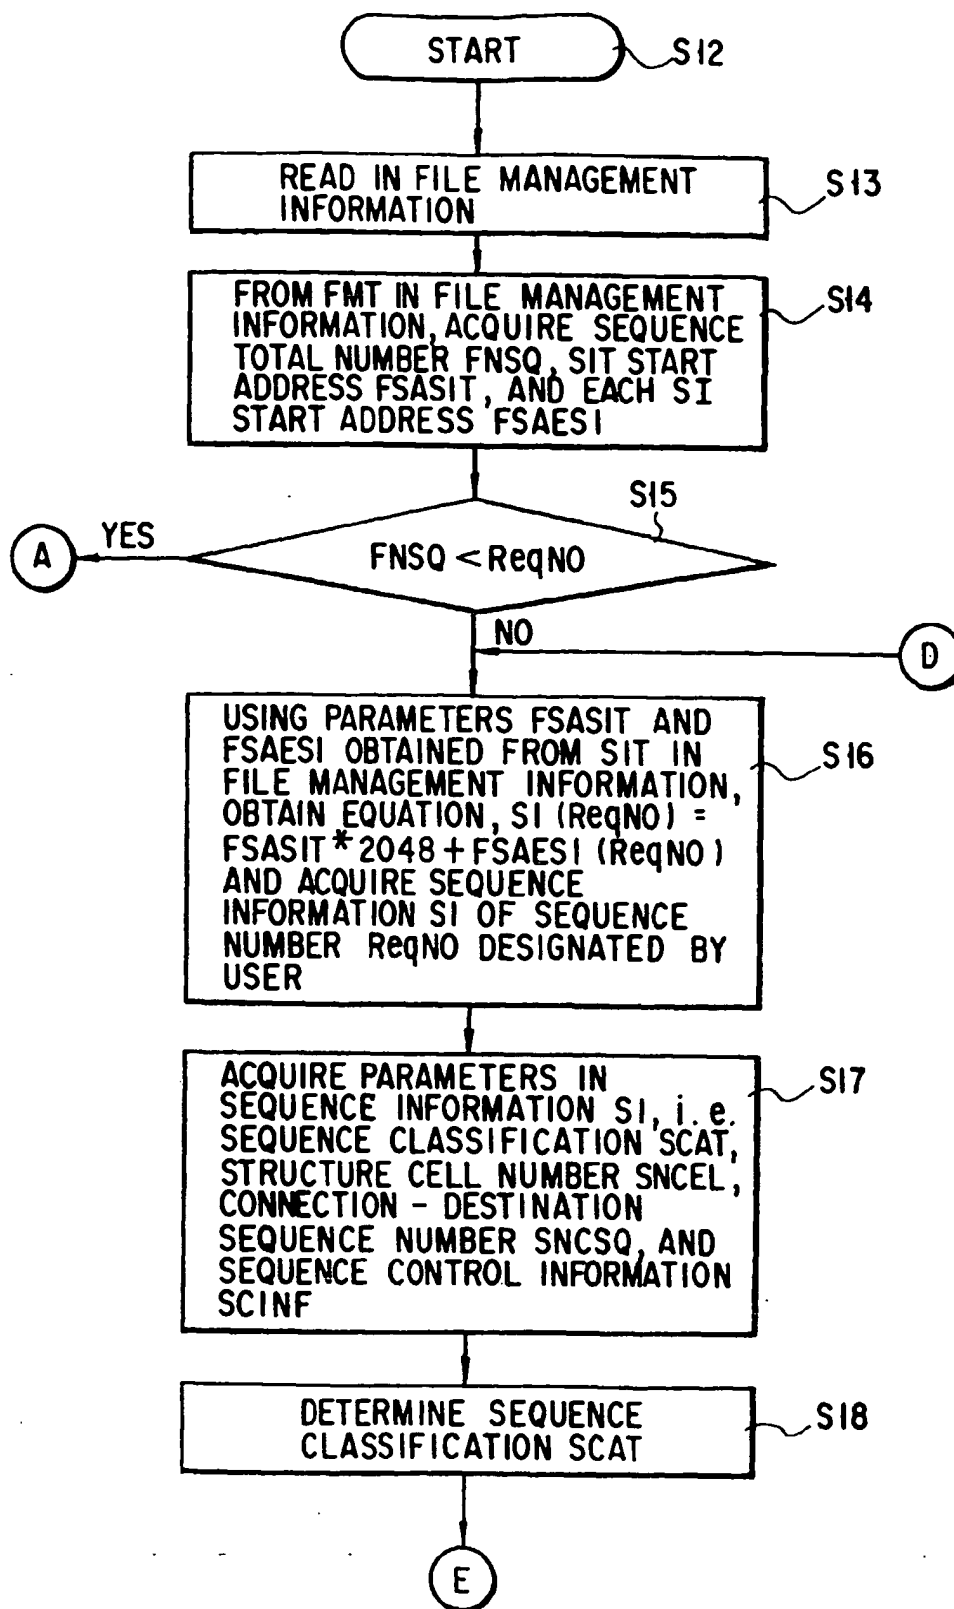 START
S12
READ IN FILE MANAGEMENT
INFORMATION
S13
FROM FMT IN FILE MANAGEMENT
INFORMATION, ACQUIRE SEQUENCE
TOTAL NUMBER FNSQ, SIT START
ADDRESS FSASIT, AND EACH SI
START ADDRESS FSAESI
S14
S15
FNSQ < ReqNO
YES
A
NO
D
USING PARAMETERS FSASIT AND
FSAESI OBTAINED FROM SIT IN
FILE MANAGEMENT INFORMATION,
OBTAIN EQUATION, SI (ReqNO) =
FSASIT * 2048 + FSAESI (ReqNO)
AND ACQUIRE SEQUENCE
INFORMATION SI OF SEQUENCE
NUMBER ReqNO DESIGNATED BY
USER
S16
ACQUIRE PARAMETERS IN
SEQUENCE INFORMATION SI, i.e.
SEQUENCE CLASSIFICATION SCAT,
STRUCTURE CELL NUMBER SNCEL,
CONNECTION - DESTINATION
SEQUENCE NUMBER SNCSQ, AND
SEQUENCE CONTROL INFORMATION
SCINF
S17
DETERMINE SEQUENCE
CLASSIFICATION SCAT
S18
E